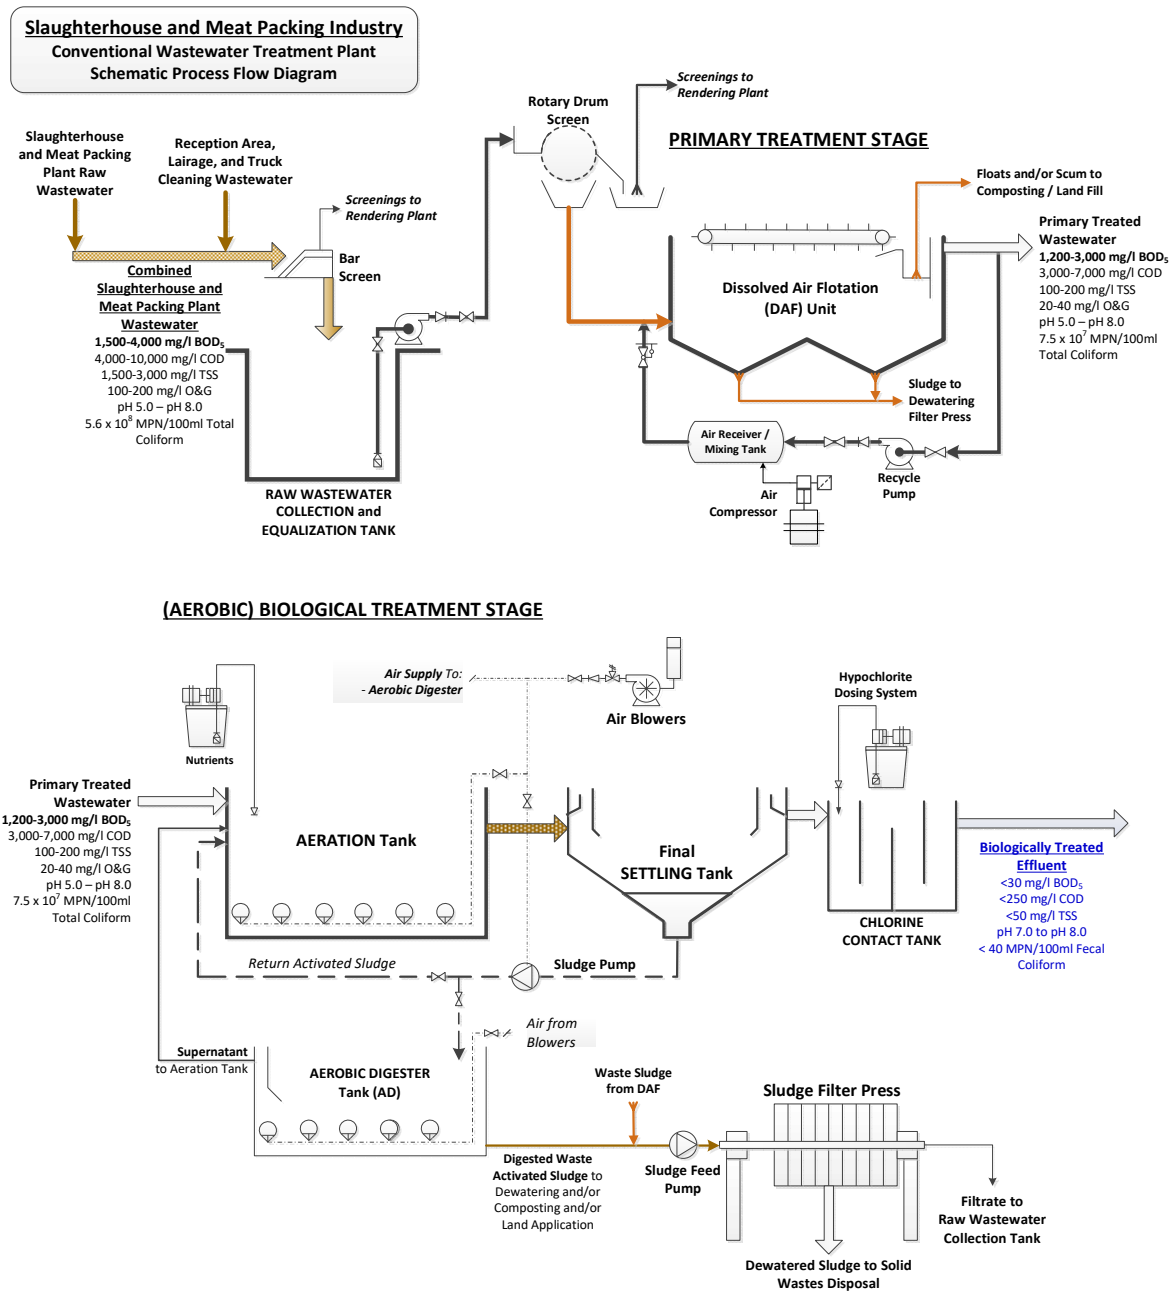 Slaughterhouse and Meat Packing Industry
Conventional Wastewater Treatment Plant
Schematic Process Flow Diagram
Slaughterhouse
and Meat Packing
Plant Raw
Wastewater
Reception Area,
Lairage, and Truck
Cleaning Wastewater
Screenings to
Rendering Plant
Bar
Screen
Combined
Slaughterhouse and
Meat Packing Plant
Wastewater
1,500-4,000 mg/l BOD₅
4,000-10,000 mg/l COD
1,500-3,000 mg/l TSS
100-200 mg/l O&G
pH 5.0 – pH 8.0
5.6 x 10⁸ MPN/100ml Total
Coliform
RAW WASTEWATER
COLLECTION and
EQUALIZATION TANK
Rotary Drum
Screen
Screenings to
Rendering Plant
PRIMARY TREATMENT STAGE
Floats and/or Scum to
Composting / Land Fill
Dissolved Air Flotation
(DAF) Unit
Primary Treated
Wastewater
1,200-3,000 mg/l BOD₅
3,000-7,000 mg/l COD
100-200 mg/l TSS
20-40 mg/l O&G
pH 5.0 – pH 8.0
7.5 x 10⁷ MPN/100ml
Total Coliform
Sludge to
Dewatering
Filter Press
Air Receiver /
Mixing Tank
Recycle
Pump
Air
Compressor
(AEROBIC) BIOLOGICAL TREATMENT STAGE
Nutrients
Air Supply To:
- Aerobic Digester
Air Blowers
Hypochlorite
Dosing System
Primary Treated
Wastewater
1,200-3,000 mg/l BOD₅
3,000-7,000 mg/l COD
100-200 mg/l TSS
20-40 mg/l O&G
pH 5.0 – pH 8.0
7.5 x 10⁷ MPN/100ml
Total Coliform
AERATION Tank
Final
SETTLING Tank
CHLORINE
CONTACT TANK
Biologically Treated
Effluent
<30 mg/l BOD₅
<250 mg/l COD
<50 mg/l TSS
pH 7.0 to pH 8.0
< 40 MPN/100ml Fecal
Coliform
Return Activated Sludge
Sludge Pump
Supernatant
to Aeration Tank
AEROBIC DIGESTER
Tank (AD)
Air from
Blowers
Waste Sludge
from DAF
Sludge Filter Press
Digested Waste
Activated Sludge to
Dewatering and/or
Composting and/or
Land Application
Sludge Feed
Pump
Filtrate to
Raw Wastewater
Collection Tank
Dewatered Sludge to Solid
Wastes Disposal